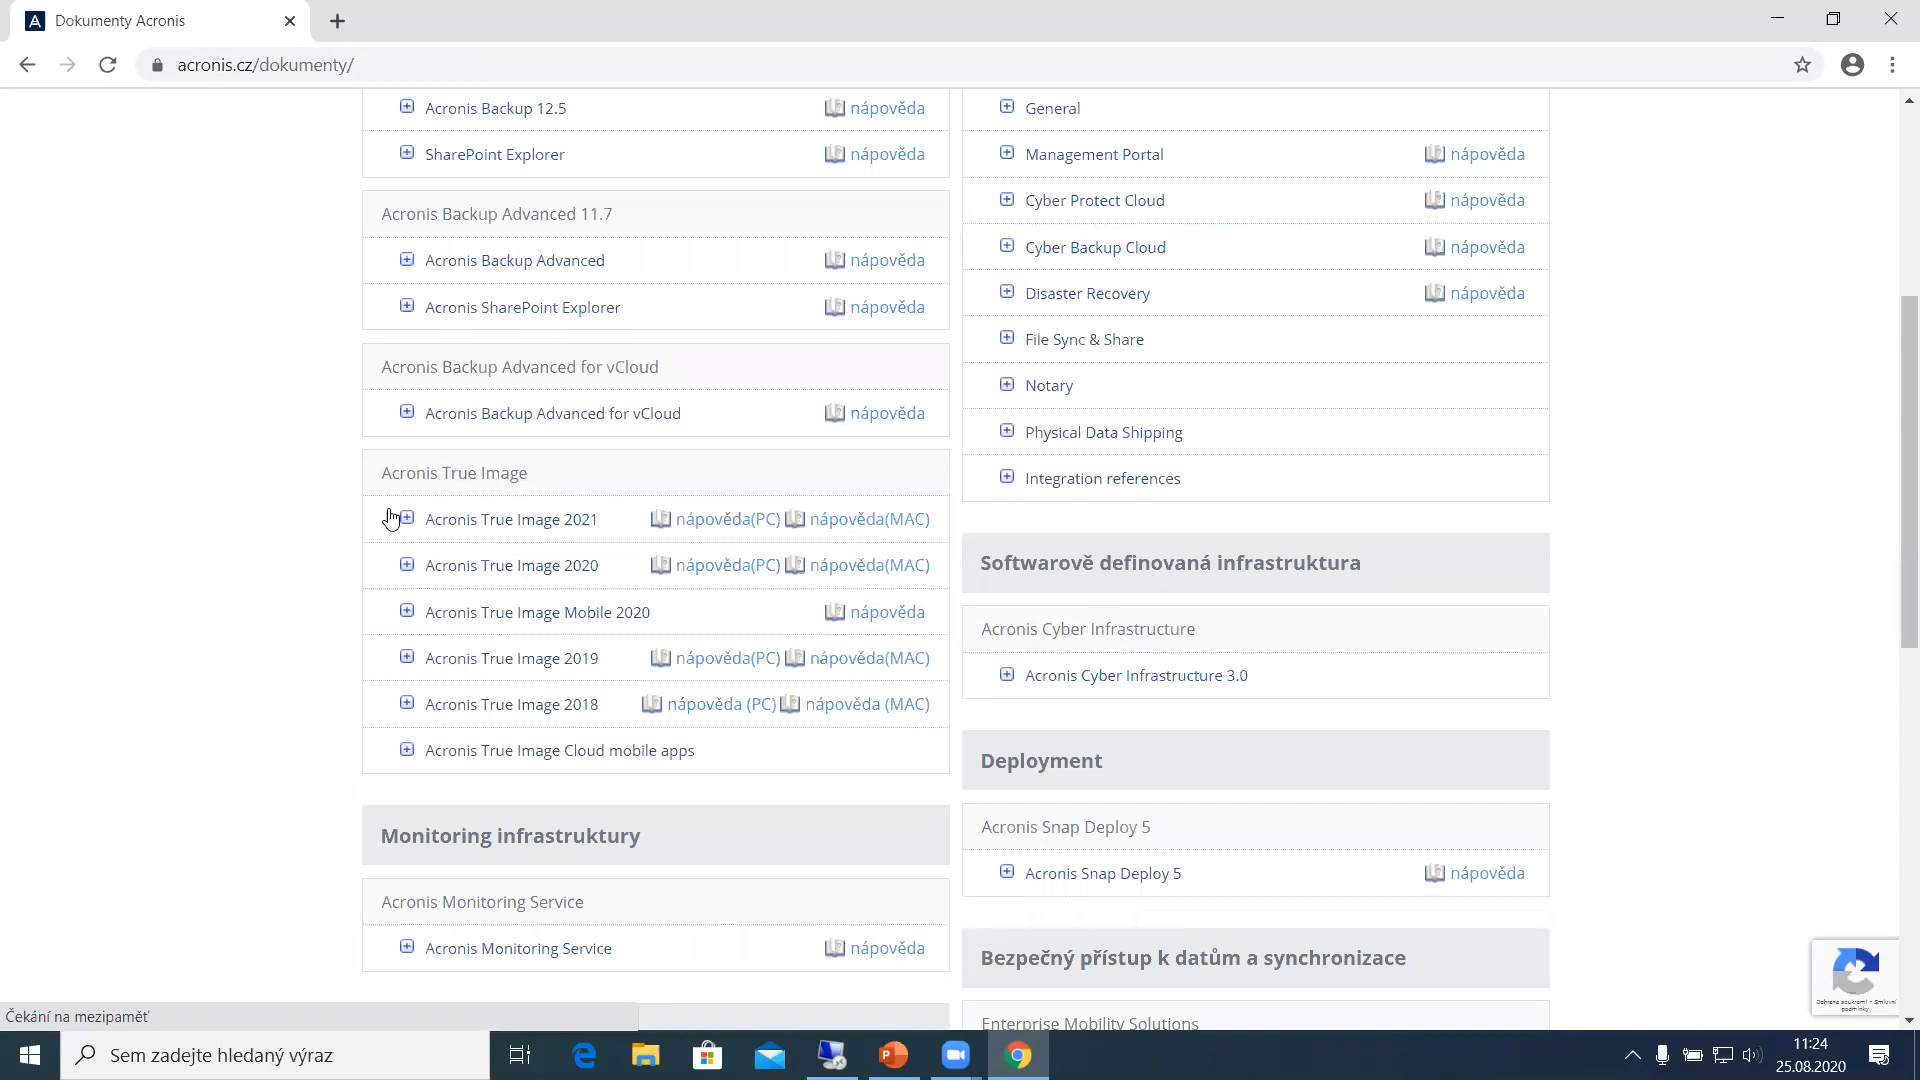 Dokumenty Acronis
acronis.cz/dokumenty/
Acronis Backup 12.5 nápověda
SharePoint Explorer nápověda
Acronis Backup Advanced 11.7
Acronis Backup Advanced nápověda
Acronis SharePoint Explorer nápověda
Acronis Backup Advanced for vCloud
Acronis Backup Advanced for vCloud nápověda
Acronis True Image
Acronis True Image 2021 nápověda(PC) nápověda(MAC)
Acronis True Image 2020 nápověda(PC) nápověda(MAC)
Acronis True Image Mobile 2020 nápověda
Acronis True Image 2019 nápověda(PC) nápověda(MAC)
Acronis True Image 2018 nápověda (PC) nápověda (MAC)
Acronis True Image Cloud mobile apps
Monitoring infrastruktury
Acronis Monitoring Service
Acronis Monitoring Service nápověda
General
Management Portal nápověda
Cyber Protect Cloud nápověda
Cyber Backup Cloud nápověda
Disaster Recovery nápověda
File Sync & Share
Notary
Physical Data Shipping
Integration references
Softwarově definovaná infrastruktura
Acronis Cyber Infrastructure
Acronis Cyber Infrastructure 3.0
Deployment
Acronis Snap Deploy 5
Acronis Snap Deploy 5 nápověda
Bezpečný přístup k datům a synchronizace
Enterprise Mobility Solutions
Ochrana soukromí • Smluvní
podmínky
Čekání na mezipaměť
Sem zadejte hledaný výraz
11:24
25.08.2020